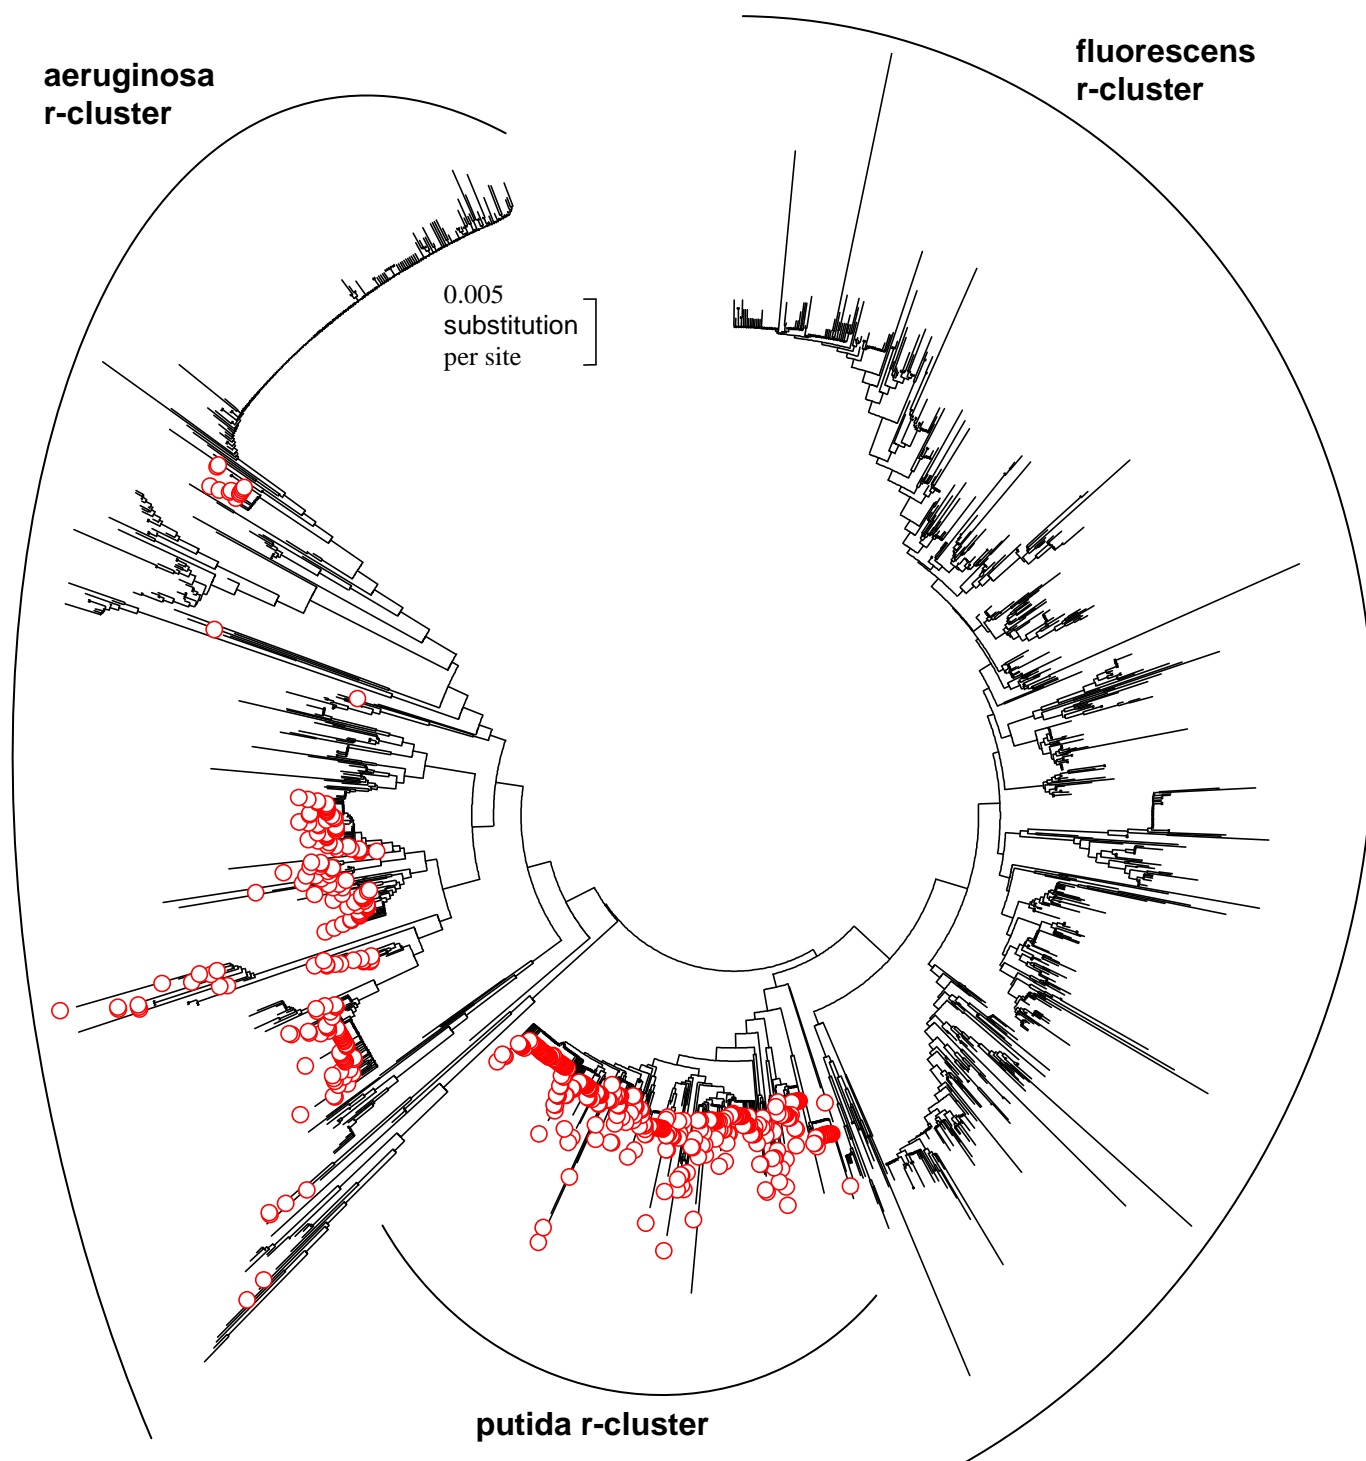 aeruginosa
r-cluster
fluorescens
r-cluster
0.005
substitution
per site
putida r-cluster